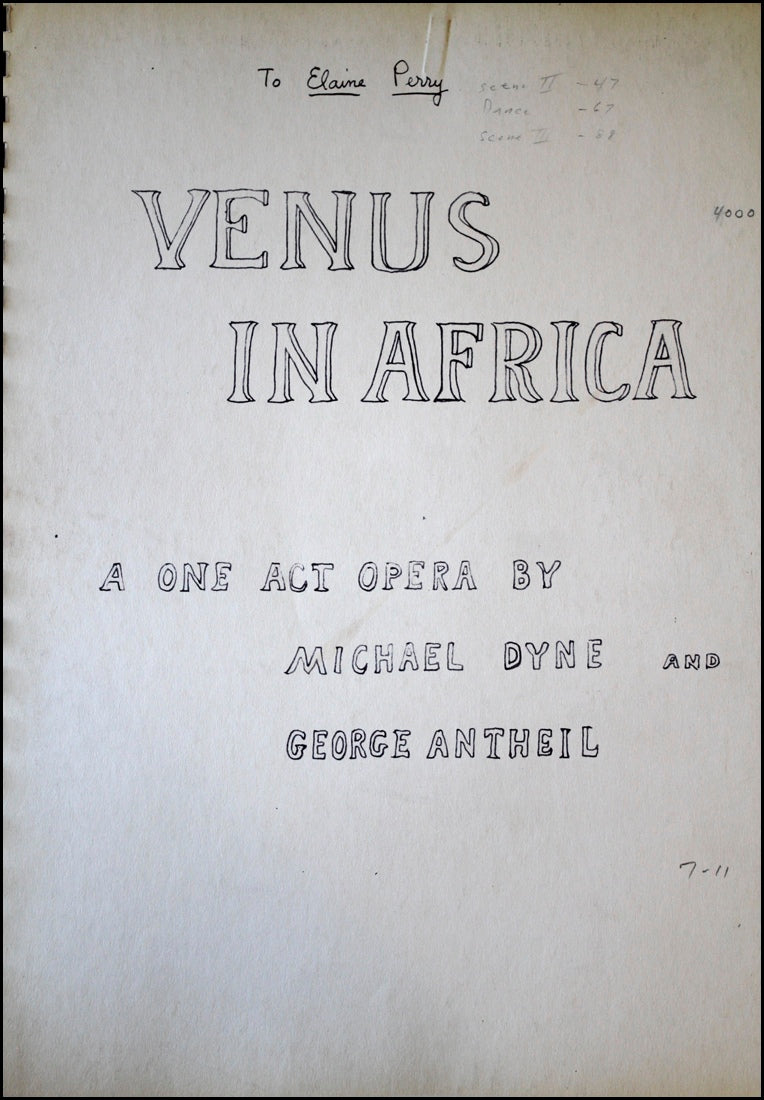 To Elaine Perry
scene II - 47
Dance - 67
scene III - 88
4000
VENUS
IN AFRICA
A ONE ACT OPERA BY
MICHAEL DYNE AND
GEORGE ANTHEIL
7-11